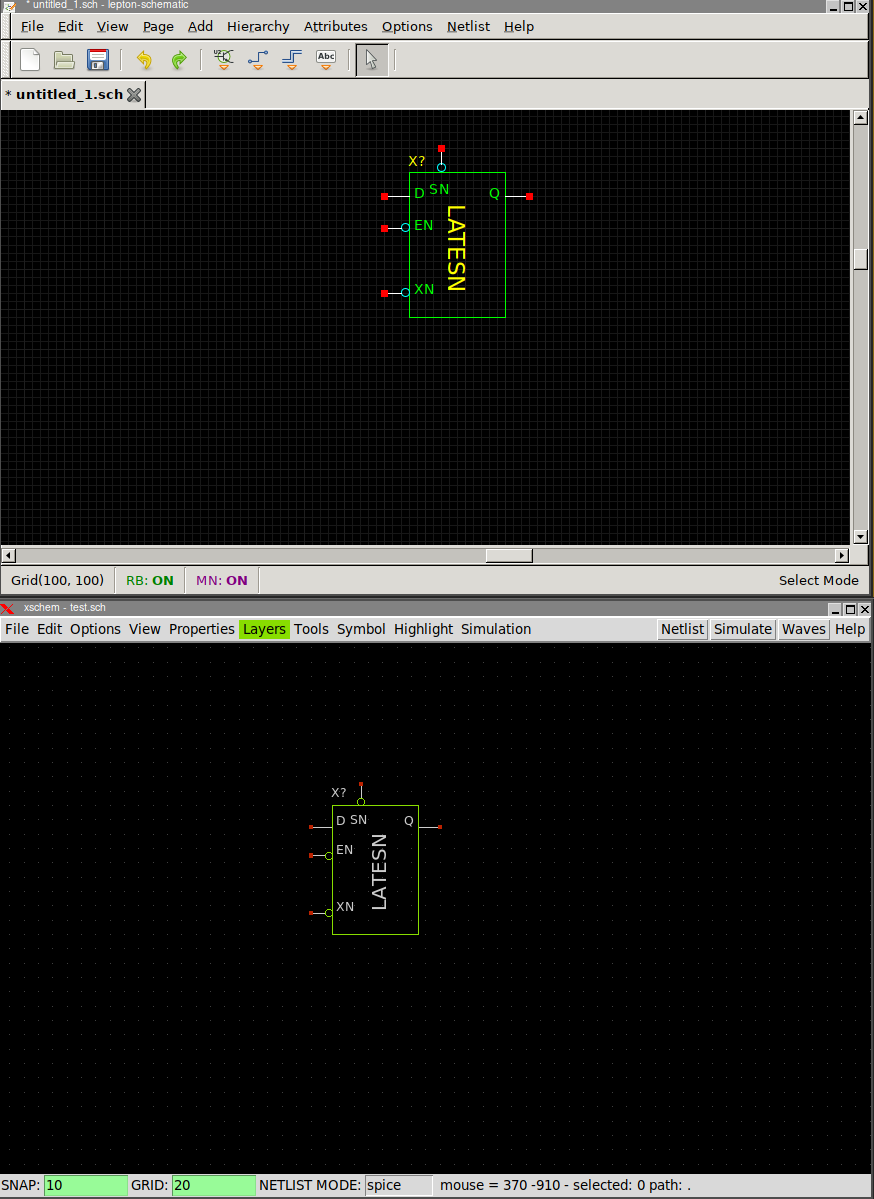 * untitled_1.sch - lepton-schematic
File Edit View Page Add Hierarchy Attributes Options Netlist Help
U2 Abc
* untitled_1.sch
X?
D SN Q
EN
LATESN
XN
Grid(100, 100) RB: ON MN: ON Select Mode
xschem - test.sch
File Edit Options View Properties Layers Tools Symbol Highlight Simulation Netlist Simulate Waves Help
X?
D SN Q
EN
LATESN
XN
SNAP: 10 GRID: 20 NETLIST MODE: spice mouse = 370 -910 - selected: 0 path: .